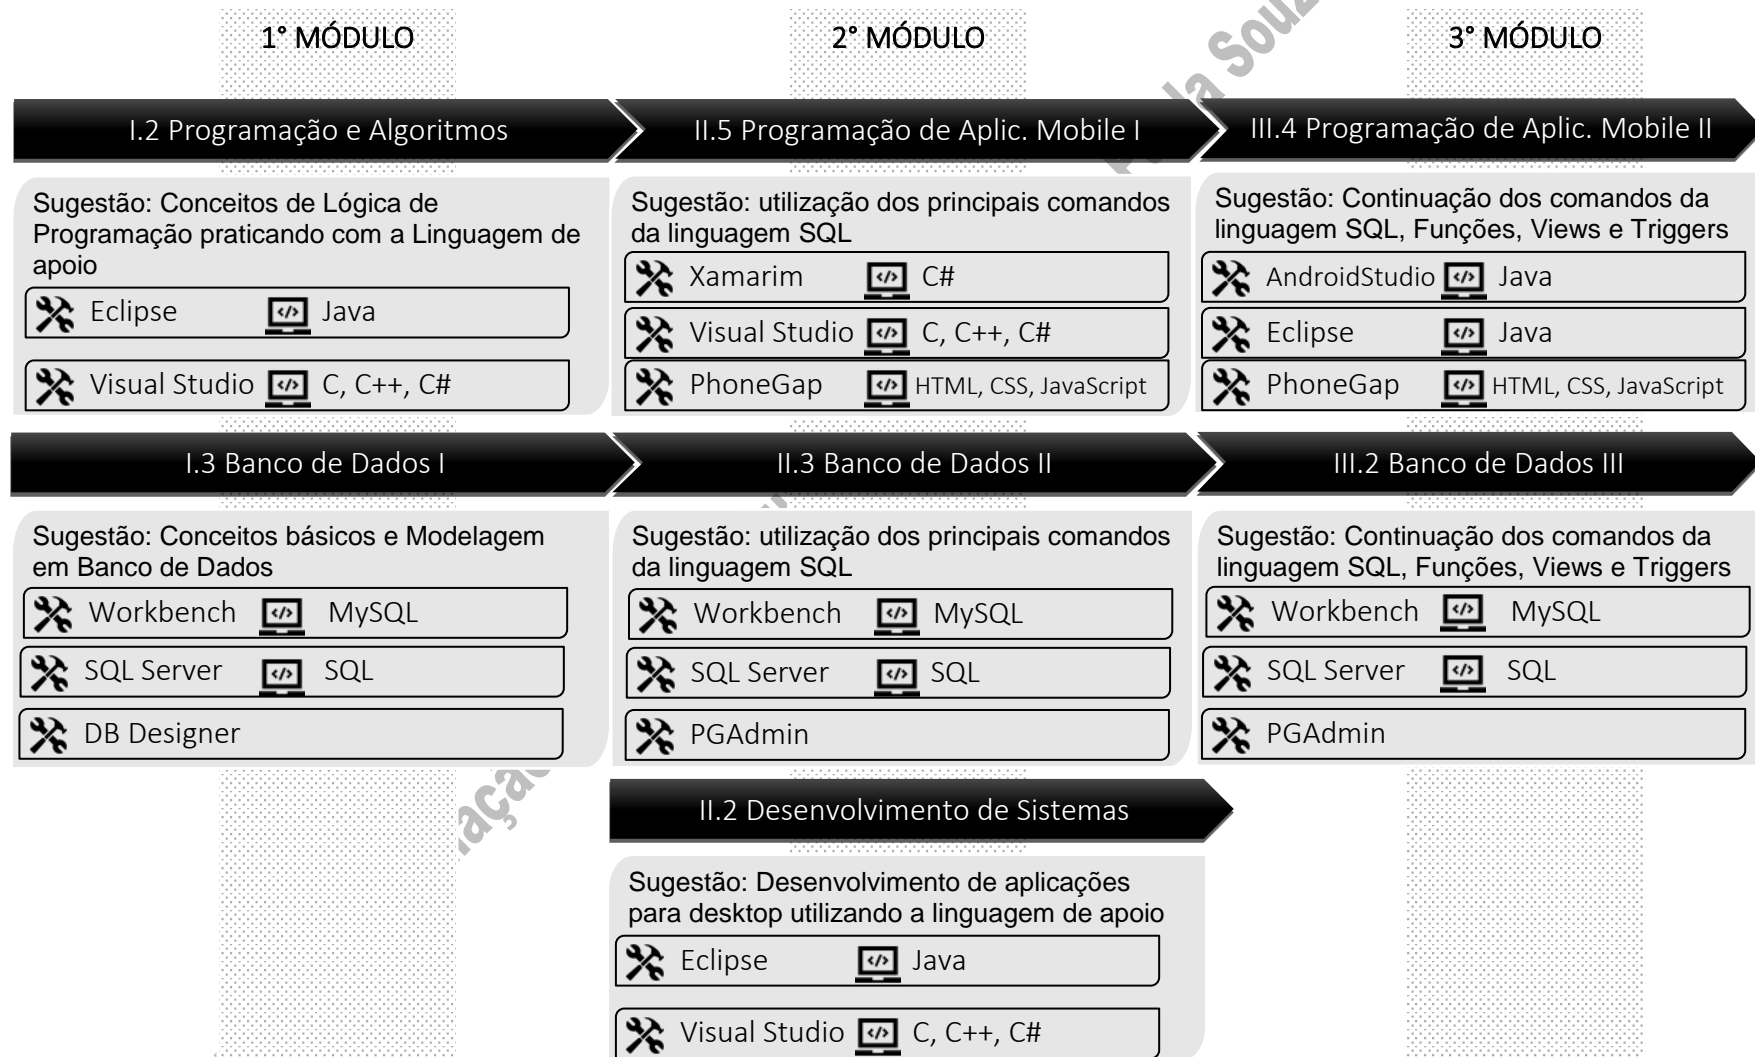 1° MÓDULO
2° MÓDULO
3° MÓDULO
I.2 Programação e Algoritmos
II.5 Programação de Aplic. Mobile I
III.4 Programação de Aplic. Mobile II
Sugestão: Conceitos de Lógica de
Programação praticando com a Linguagem de
apoio
Eclipse </> Java
Visual Studio </> C, C++, C#
Sugestão: utilização dos principais comandos
da linguagem SQL
Xamarim </> C#
Visual Studio </> C, C++, C#
PhoneGap </> HTML, CSS, JavaScript
Sugestão: Continuação dos comandos da
linguagem SQL, Funções, Views e Triggers
AndroidStudio </> Java
Eclipse </> Java
PhoneGap </> HTML, CSS, JavaScript
I.3 Banco de Dados I
II.3 Banco de Dados II
III.2 Banco de Dados III
Sugestão: Conceitos básicos e Modelagem
em Banco de Dados
Workbench </> MySQL
SQL Server </> SQL
DB Designer
Sugestão: utilização dos principais comandos
da linguagem SQL
Workbench </> MySQL
SQL Server </> SQL
PGAdmin
Sugestão: Continuação dos comandos da
linguagem SQL, Funções, Views e Triggers
Workbench </> MySQL
SQL Server </> SQL
PGAdmin
II.2 Desenvolvimento de Sistemas
Sugestão: Desenvolvimento de aplicações
para desktop utilizando a linguagem de apoio
Eclipse </> Java
Visual Studio </> C, C++, C#